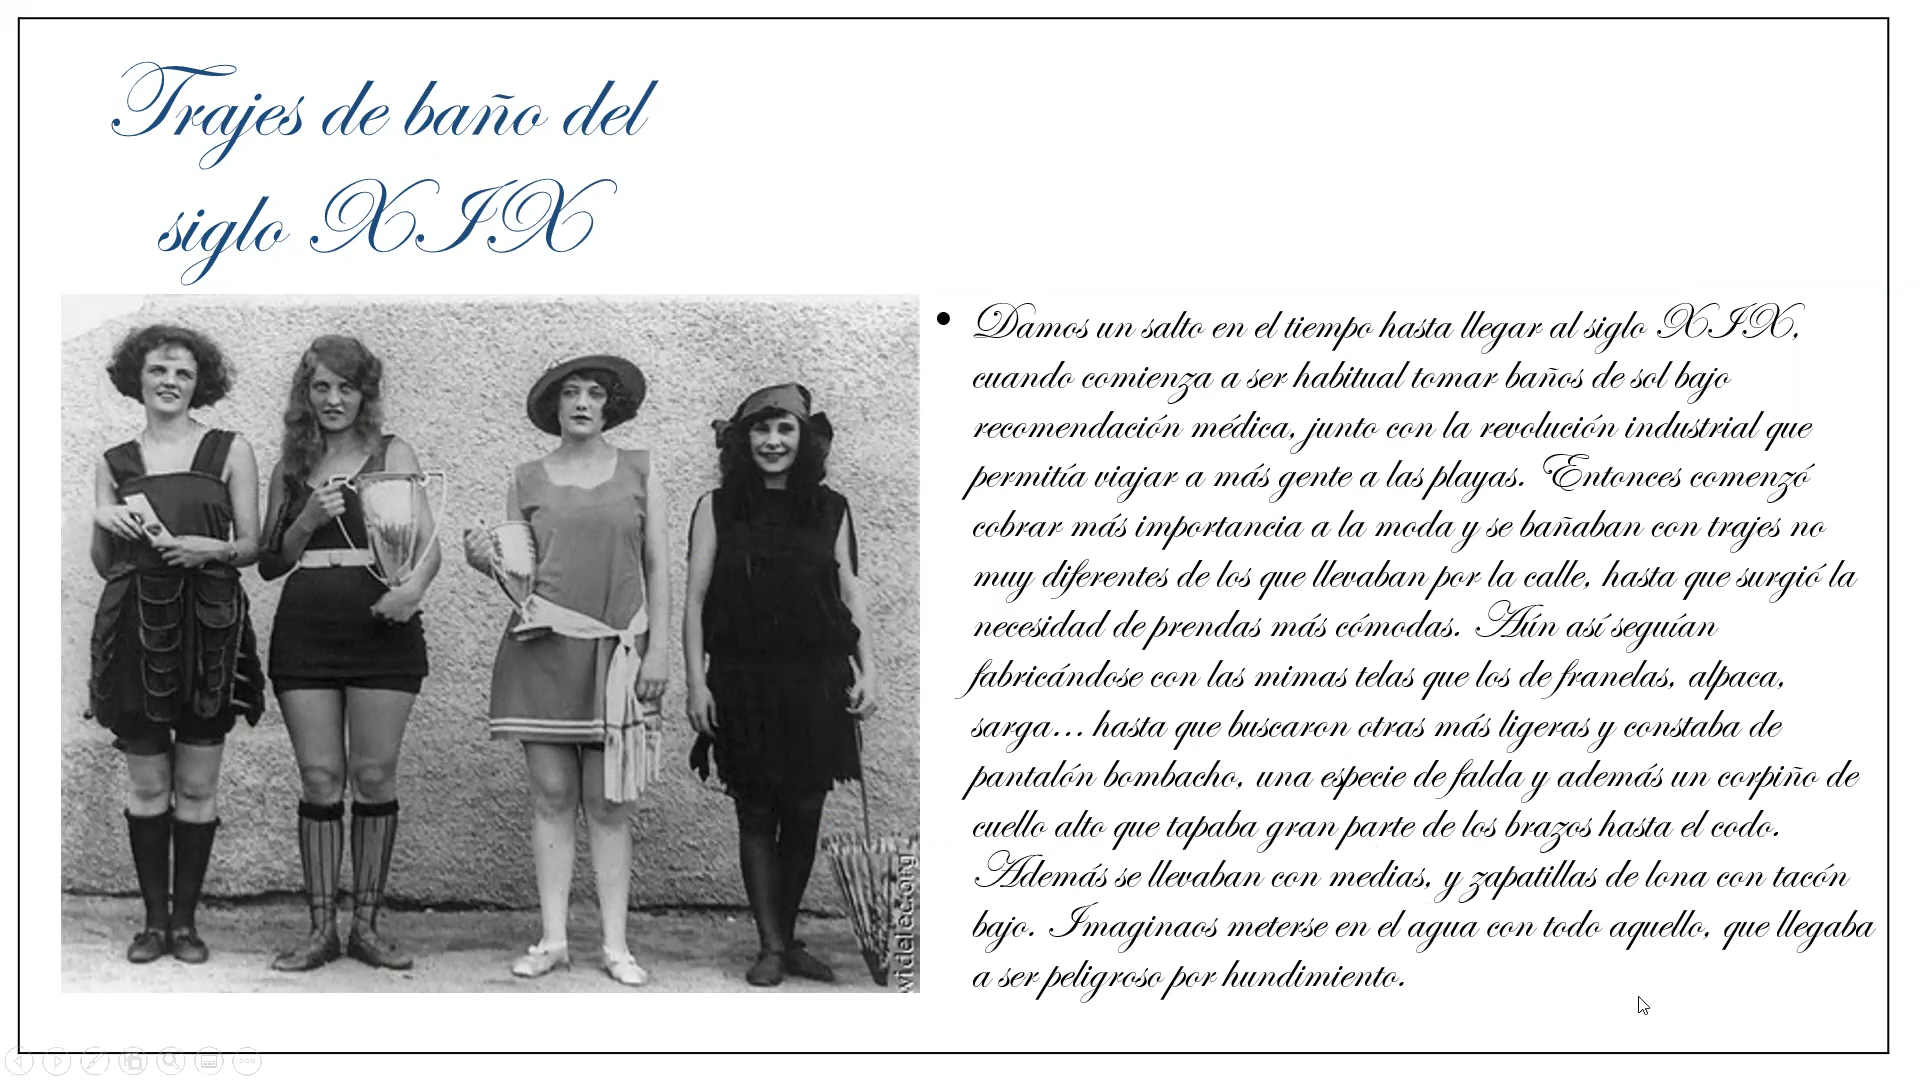 Trajes de baño del
siglo XIX
• Damos un salto en el tiempo hasta llegar al siglo XIX,
cuando comienza a ser habitual tomar baños de sol bajo
recomendación médica, junto con la revolución industrial que
permitía viajar a más gente a las playas. Entonces comenzó
cobrar más importancia a la moda y se bañaban con trajes no
muy diferentes de los que llevaban por la calle, hasta que surgió la
necesidad de prendas más cómodas. Aún así seguían
fabricándose con las mimas telas que los de franelas, alpaca,
sarga... hasta que buscaron otras más ligeras y constaba de
pantalón bombacho, una especie de falda y además un corpiño de
cuello alto que tapaba gran parte de los brazos hasta el codo.
Además se llevaban con medias, y zapatillas de lona con tacón
bajo. Imaginaos meterse en el agua con todo aquello, que llegaba
a ser peligroso por hundimiento.